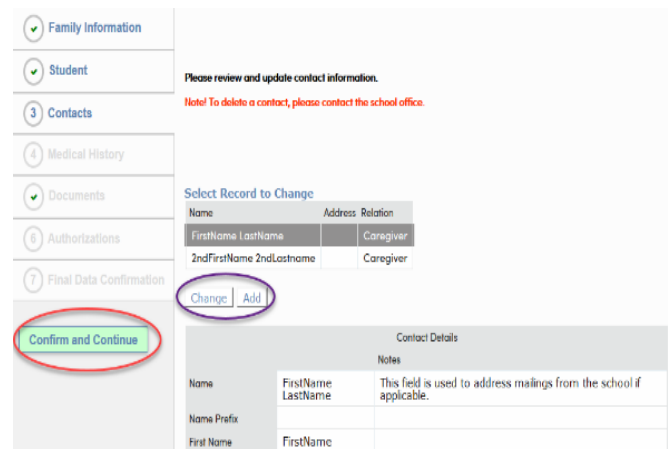 Family Information
Student
3 Contacts
4 Medical History
Documents
6 Authorizations
7 Final Data Confirmation
Confirm and Continue
Please review and update contact information.
Note! To delete a contact, please contact the school office.
Select Record to Change
Name Address Relation
FirstName LastName Caregiver
2ndFirstName 2ndLastname Caregiver
Change Add
Contact Details
Notes
Name FirstName LastName This field is used to address mailings from the school if applicable.
Name Prefix
First Name FirstName